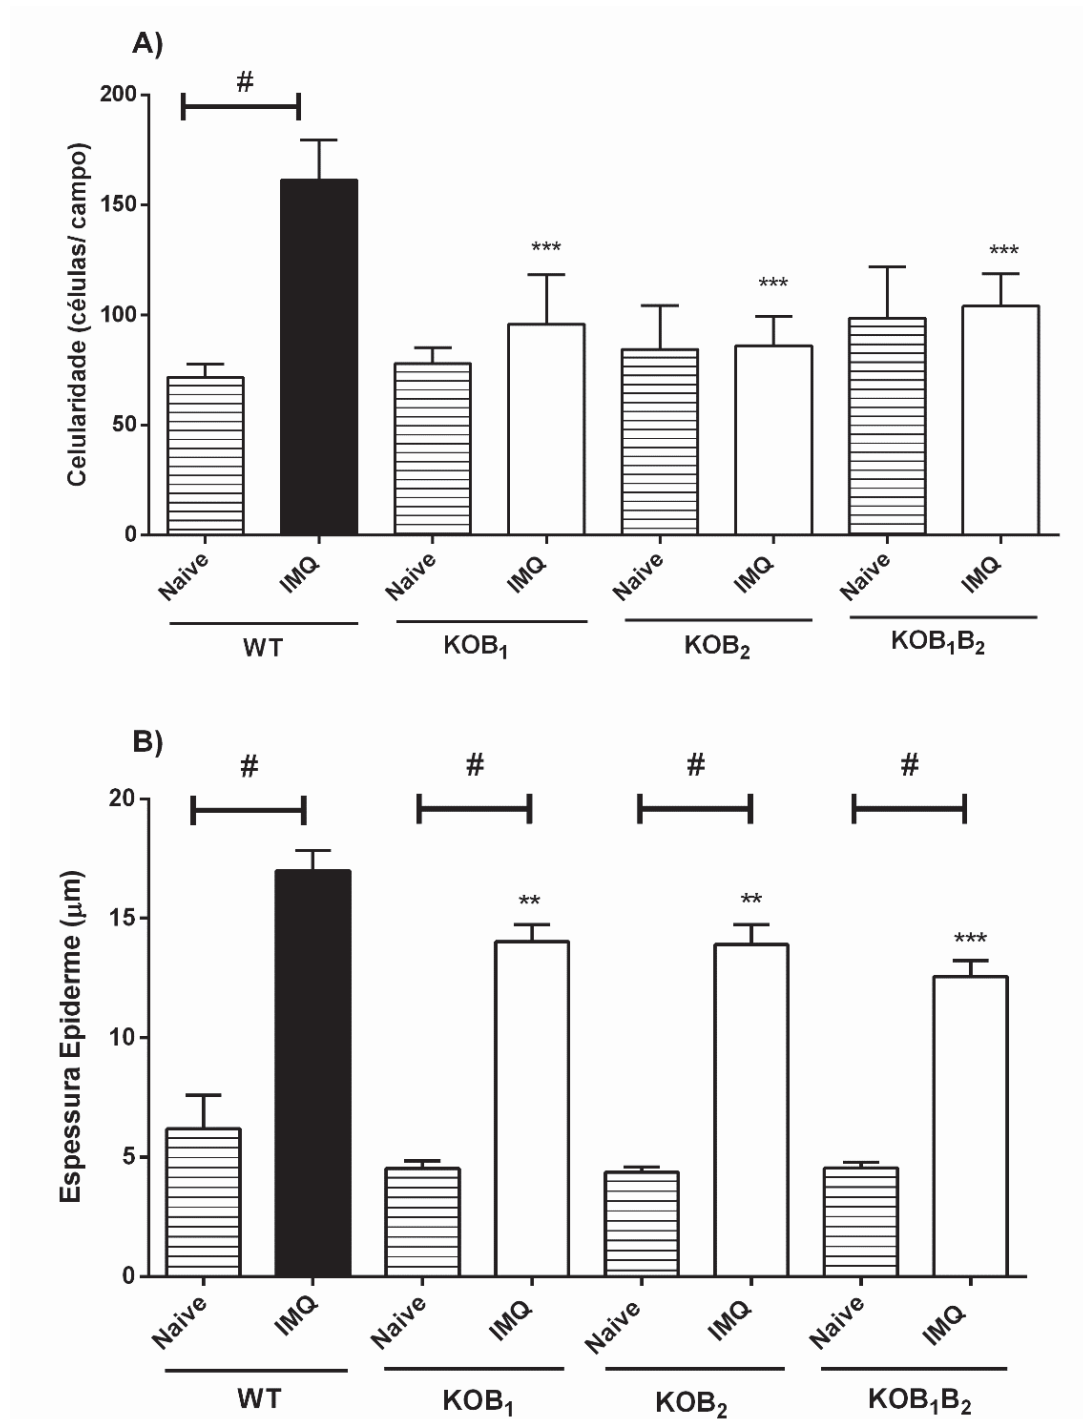 A)
#
200
150
100
50
0
Celularidade (células/ campo)
***
***
***
Naive IMQ Naive IMQ Naive IMQ Naive IMQ
WT KOB₁ KOB₂ KOB₁B₂
B)
# # # #
20
15
10
5
0
Espessura Epiderme (µm)
**
**
***
Naive IMQ Naive IMQ Naive IMQ Naive IMQ
WT KOB₁ KOB₂ KOB₁B₂